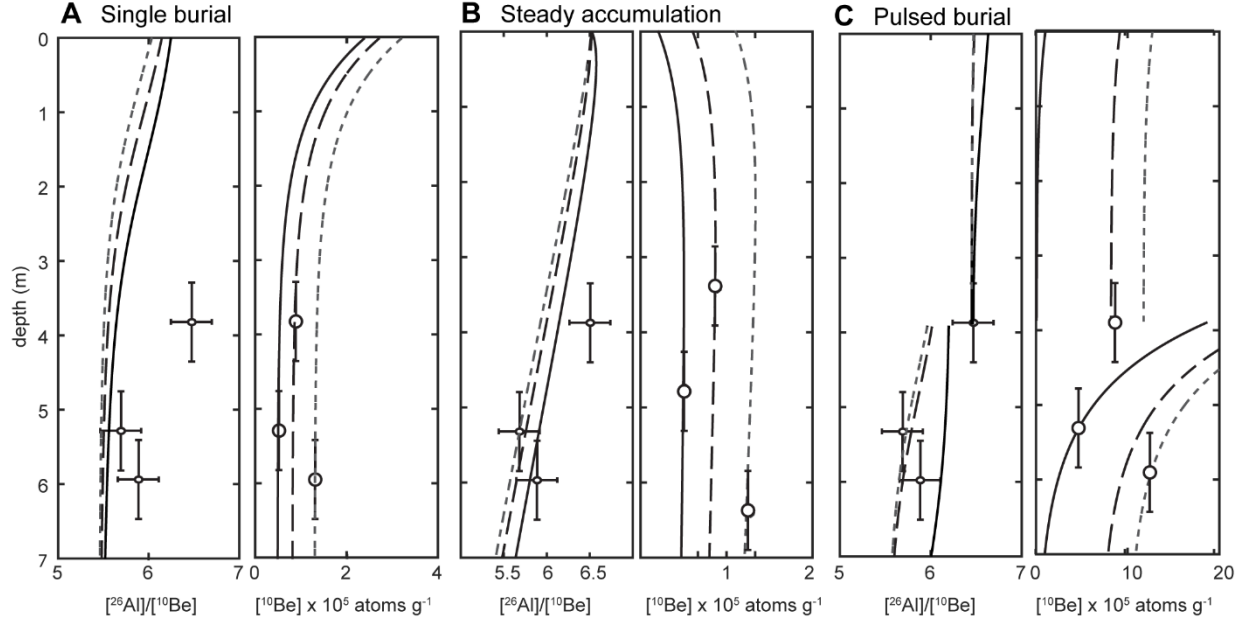 A Single burial
B Steady accumulation
C Pulsed burial
depth (m)
0
1
2
3
4
5
6
7
5 6 7
0 2 4
5.5 6 6.5
1 2
5 6 7
0 10 20
[²⁶Al]/[¹⁰Be]
[¹⁰Be] x 10⁵ atoms g⁻¹
[²⁶Al]/[¹⁰Be]
[¹⁰Be] x 10⁵ atoms g⁻¹
[²⁶Al]/[¹⁰Be]
[¹⁰Be] x 10⁵ atoms g⁻¹